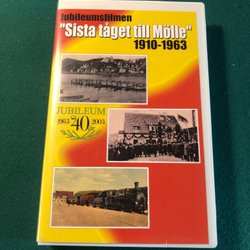 Jubileumsfilmen
"Sista tåget till Mölle"
1910-1963
JUBILEUM
1963 40 2003